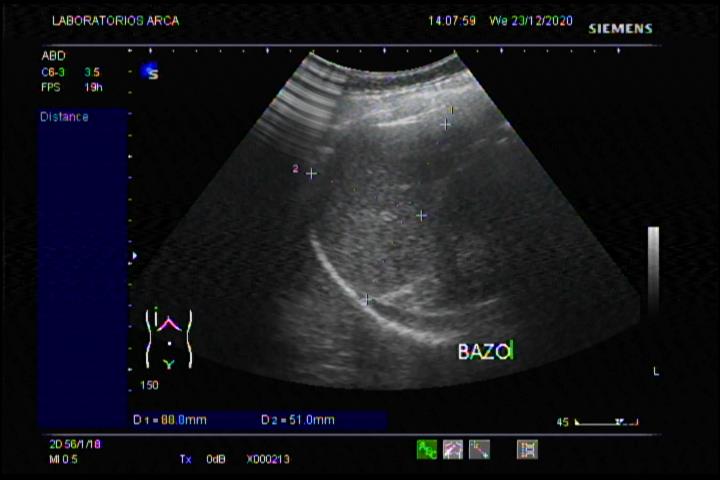 LABORATORIOS ARCA 14:07:59 We 23/12/2020 SIEMENS
ABD
C6-3 3.5
FPS 19h
S
Distance
1
2
BAZO
150
L
D1=88.0mm D2=51.0mm
45
2D 56/1/18
MI 0.5 Tx 0dB X000213
ABC